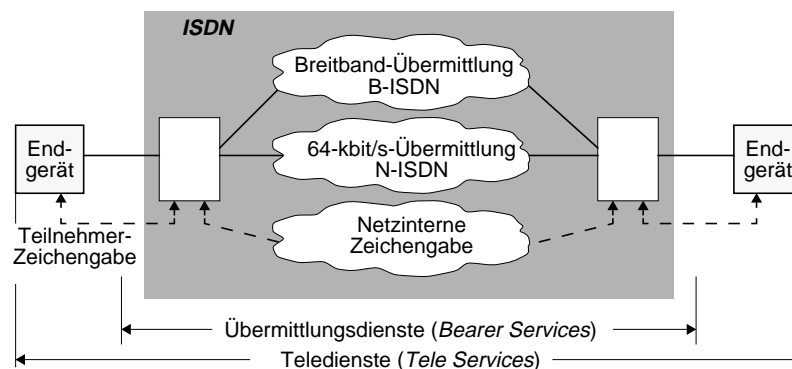 ISDN
Breitband-Übermittlung
B-ISDN
End-
gerät
64-kbit/s-Übermittlung
N-ISDN
End-
gerät
Netzinterne
Zeichengabe
Teilnehmer-
Zeichengabe
Übermittlungsdienste (Bearer Services)
Teledienste (Tele Services)